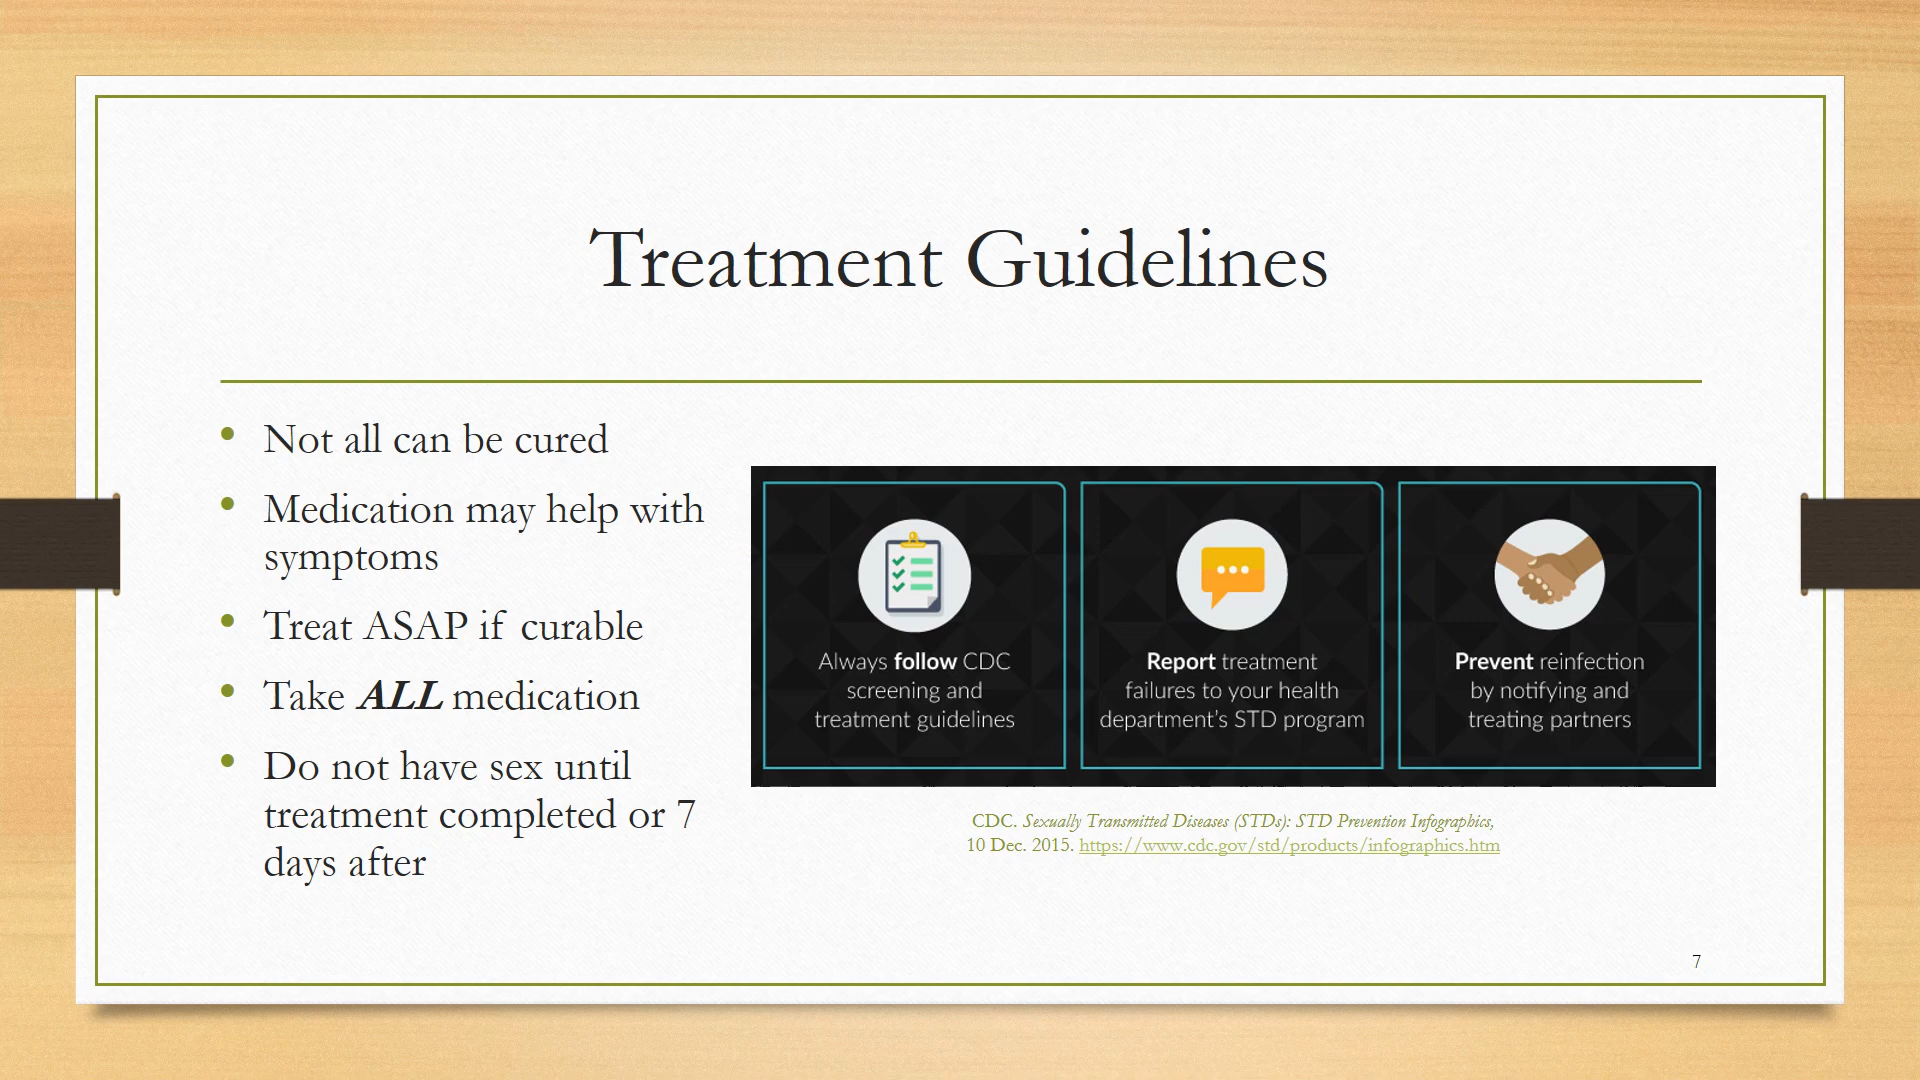 Treatment Guidelines
• Not all can be cured
• Medication may help with
symptoms
• Treat ASAP if curable
• Take ALL medication
• Do not have sex until
treatment completed or 7
days after
Always follow CDC
screening and
treatment guidelines
Report treatment
failures to your health
department's STD program
Prevent reinfection
by notifying and
treating partners
CDC. Sexually Transmitted Diseases (STDs): STD Prevention Infographics,
10 Dec. 2015. https://www.cdc.gov/std/products/infographics.htm
7